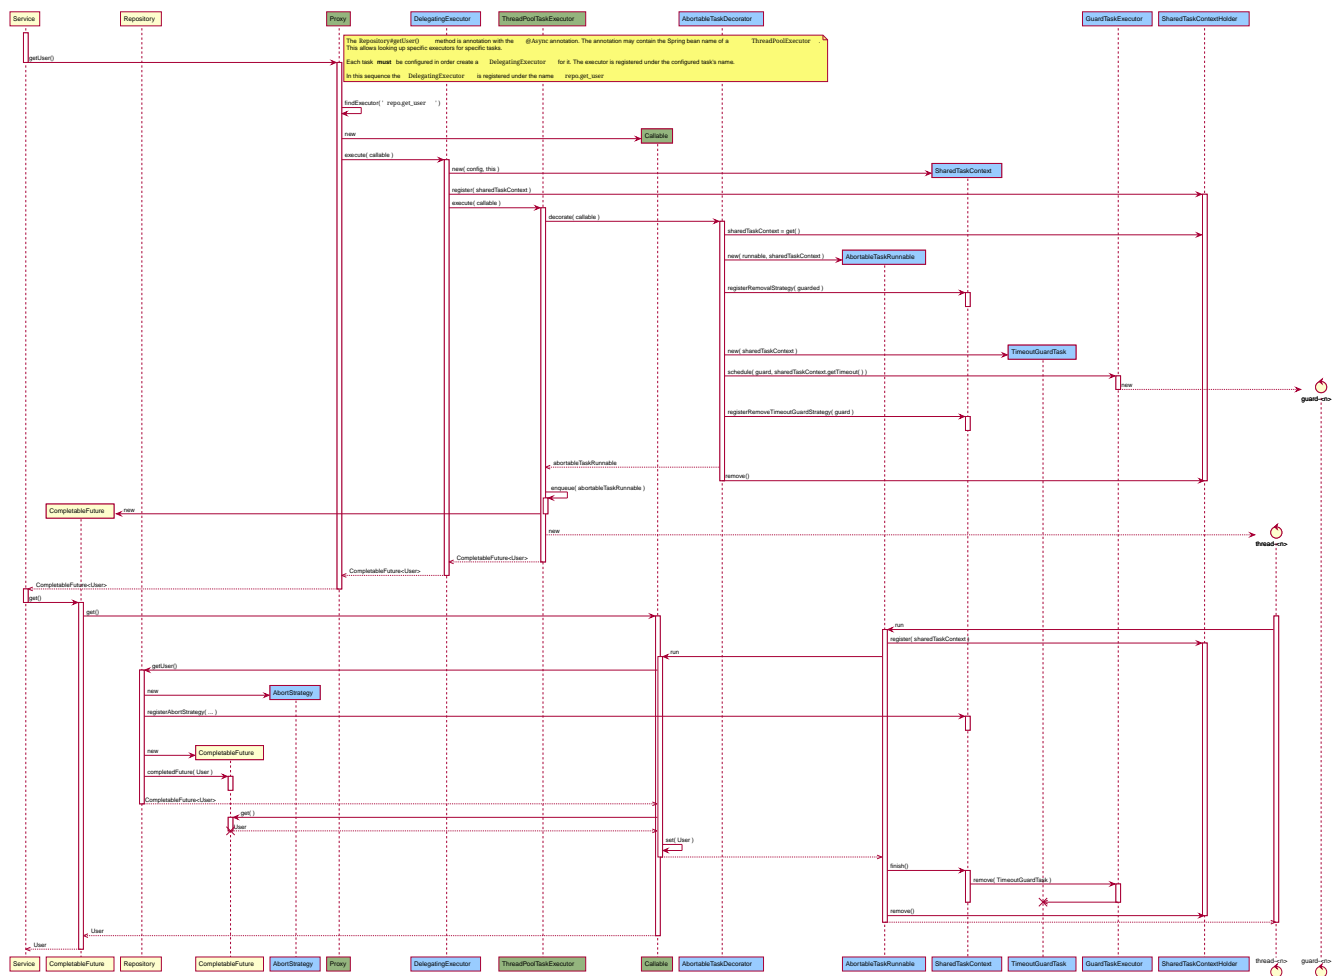 Service Repository Proxy DelegatingExecutor ThreadPoolTaskExecutor AbortableTaskDecorator GuardTaskExecutor SharedTaskContextHolder
The Repository#getUser() method is annotation with the @Async annotation. The annotation may contain the Spring bean name of a ThreadPoolExecutor .
This allows looking up specific executors for specific tasks.
Each task must be configured in order create a DelegatingExecutor for it. The executor is registered under the configured task's name.
In this sequence the DelegatingExecutor is registered under the name repo.get_user
getUser()
findExecutor( ' repo.get_user ' )
new
Callable
execute( callable )
new( config, this )
SharedTaskContext
register( sharedTaskContext )
execute( callable )
decorate( callable )
sharedTaskContext = get( )
new( runnable, sharedTaskContext )
AbortableTaskRunnable
registerRemovalStrategy( guarded )
new( sharedTaskContext )
TimeoutGuardTask
schedule( guard, sharedTaskContext.getTimeout( ) )
new
guard-<n>
registerRemoveTimeoutGuardStrategy( guard )
abortableTaskRunnable
remove()
enqueue( abortableTaskRunnable )
CompletableFuture
new
new
thread-<n>
CompletableFuture<User>
CompletableFuture<User>
CompletableFuture<User>
get()
get()
run
register( sharedTaskContext )
run
getUser()
new
AbortStrategy
registerAbortStrategy( ... )
new
CompletableFuture
completedFuture( User )
CompletableFuture<User>
get( )
User
set( User )
finish()
remove( TimeoutGuardTask )
remove()
User
User
Service CompletableFuture Repository CompletableFuture AbortStrategy Proxy DelegatingExecutor ThreadPoolTaskExecutor Callable AbortableTaskDecorator AbortableTaskRunnable SharedTaskContext TimeoutGuardTask GuardTaskExecutor SharedTaskContextHolder thread-<n> guard-<n>